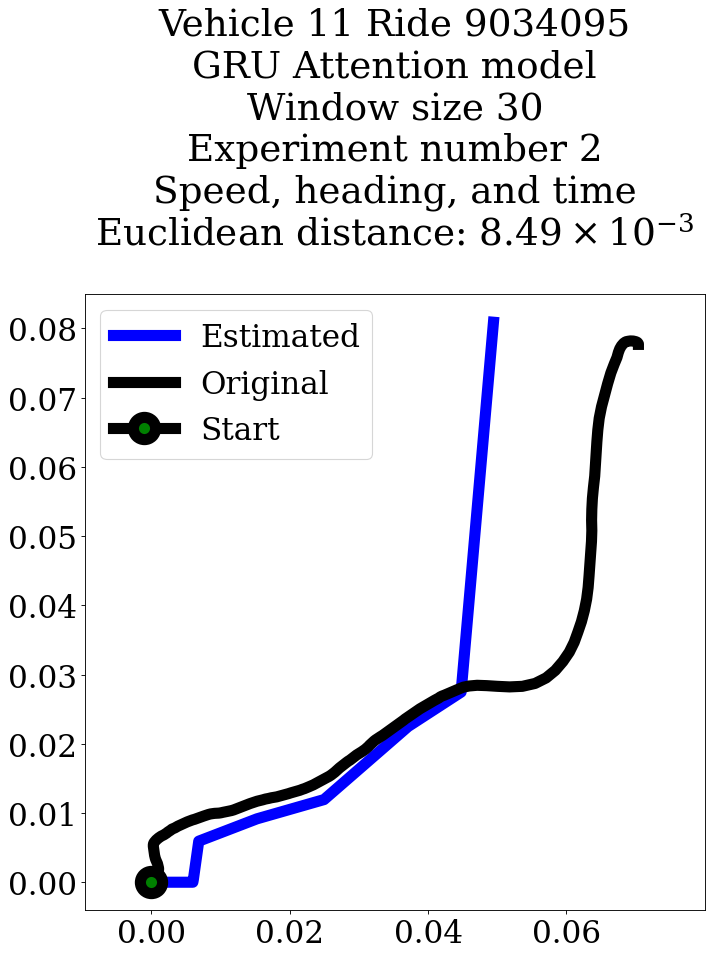 Vehicle 11 Ride 9034095
GRU Attention model
Window size 30
Experiment number 2
Speed, heading, and time
Euclidean distance: 8.49 × 10⁻³
Estimated
Original
Start
0.08
0.07
0.06
0.05
0.04
0.03
0.02
0.01
0.00
0.00 0.02 0.04 0.06